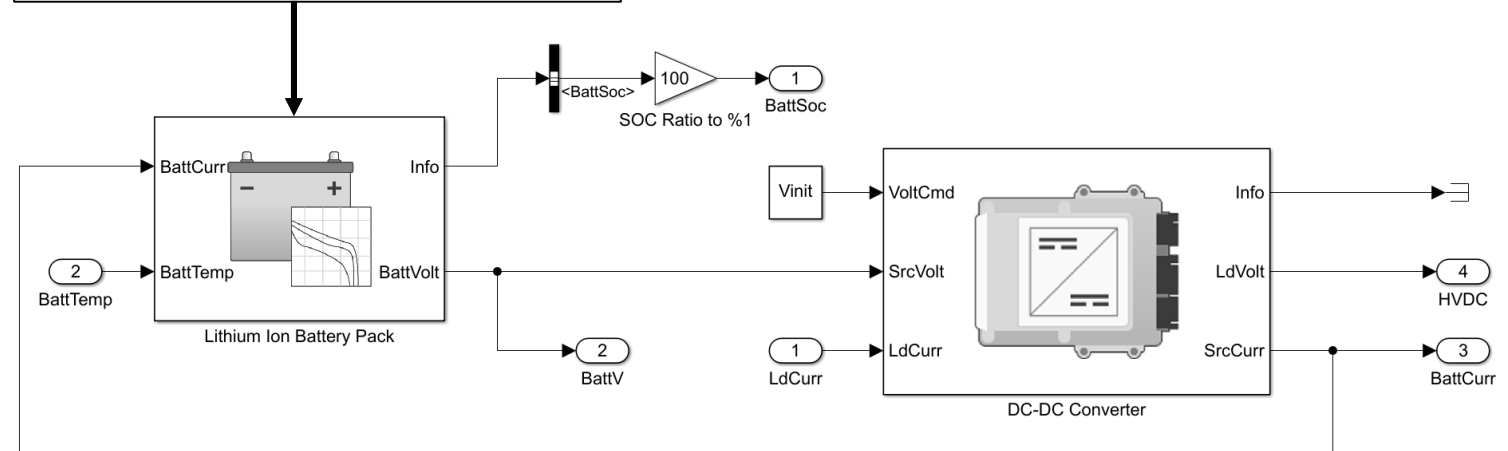 <BattSoc>
100
SOC Ratio to %1
1
BattSoc
BattCurr
Info
BattTemp
BattVolt
− +
Lithium Ion Battery Pack
2
BattTemp
2
BattV
Vinit
1
LdCurr
VoltCmd
Info
SrcVolt
LdVolt
LdCurr
SrcCurr
DC-DC Converter
4
HVDC
3
BattCurr